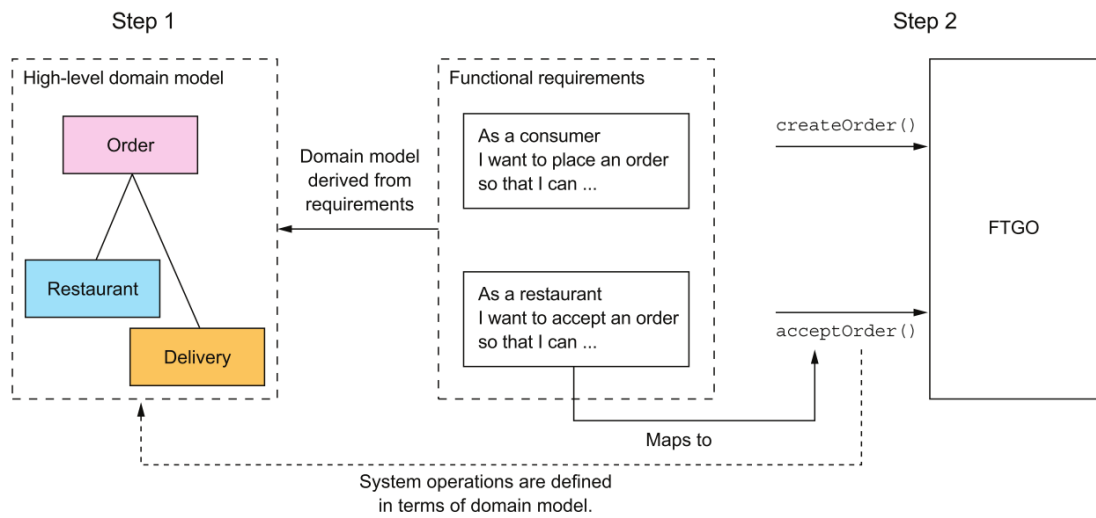 Step 1
Step 2
High-level domain model
Order
Restaurant
Delivery
Domain model
derived from
requirements
Functional requirements
As a consumer
I want to place an order
so that I can ...
As a restaurant
I want to accept an order
so that I can ...
createOrder()
acceptOrder()
FTGO
Maps to
System operations are defined
in terms of domain model.